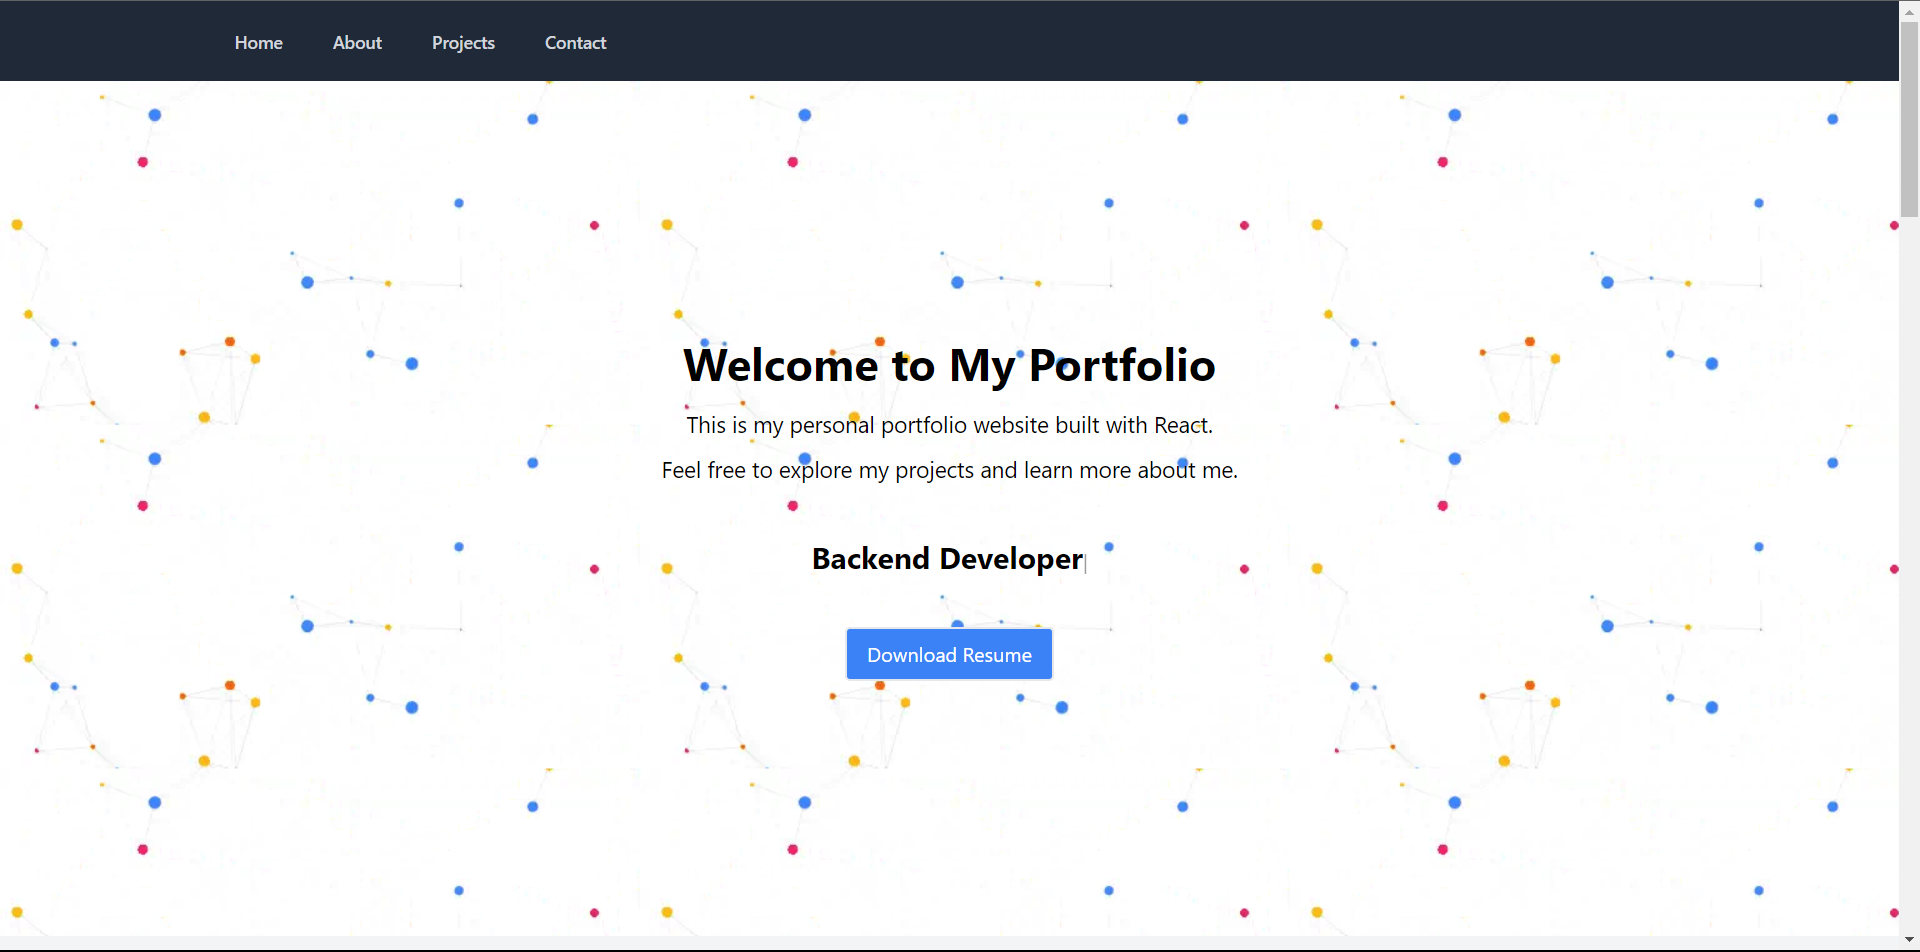 Home About Projects Contact
Welcome to My Portfolio
This is my personal portfolio website built with React.
Feel free to explore my projects and learn more about me.
Backend Developer
Download Resume